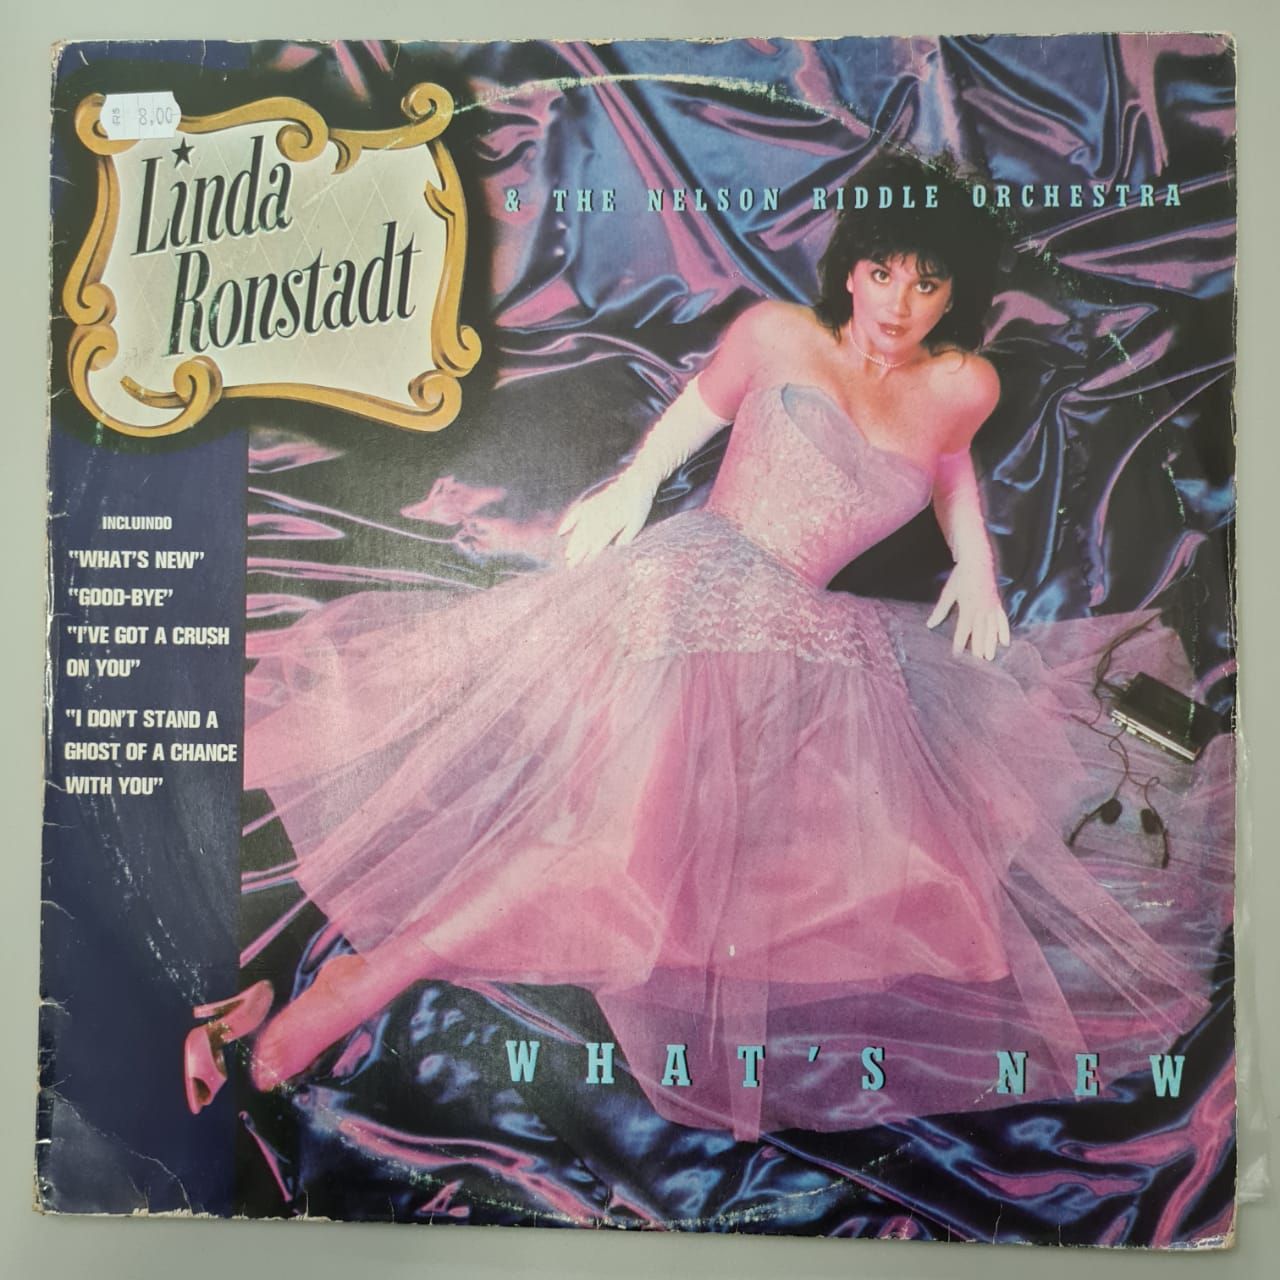 R$ 8,00
Linda
Ronstadt
& THE NELSON RIDDLE ORCHESTRA
INCLUINDO
"WHAT'S NEW"
"GOOD-BYE"
"I'VE GOT A CRUSH
ON YOU"
"I DON'T STAND A
GHOST OF A CHANCE
WITH YOU"
WHAT'S NEW